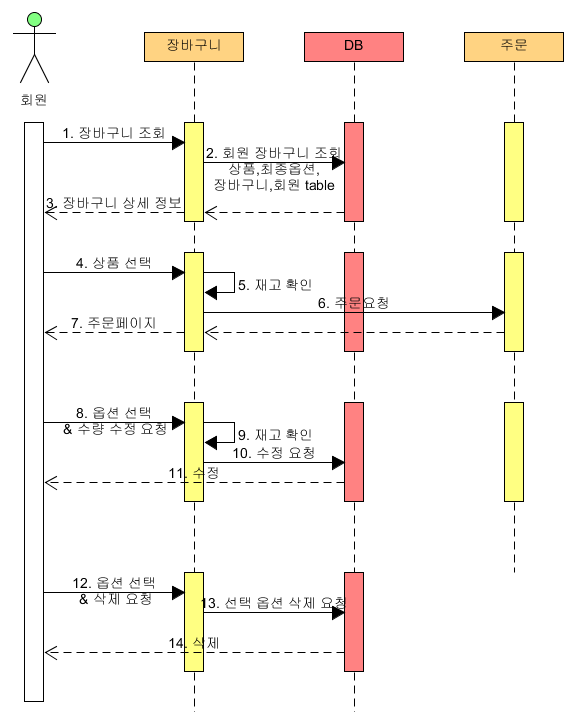 장바구니
DB
주문
회원
1. 장바구니 조회
2. 회원 장바구니 조회
상품,최종옵션,
장바구니,회원 table
3. 장바구니 상세 정보
4. 상품 선택
5. 재고 확인
6. 주문요청
7. 주문페이지
8. 옵션 선택
& 수량 수정 요청
9. 재고 확인
10. 수정 요청
11. 수정
12. 옵션 선택
& 삭제 요청
13. 선택 옵션 삭제 요청
14. 삭제